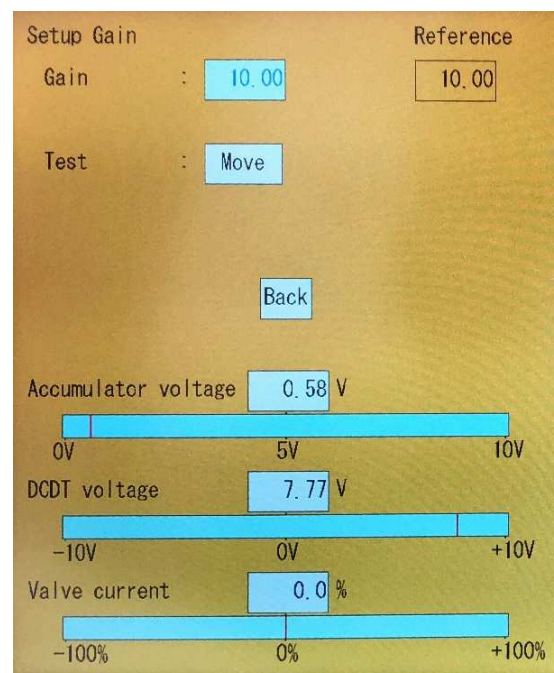 Setup Gain Reference
Gain : 10.00 10.00
Test : Move
Back
Accumulator voltage 0.58 V
0V 5V 10V
DCDT voltage 7.77 V
-10V 0V +10V
Valve current 0.0 %
-100% 0% +100%